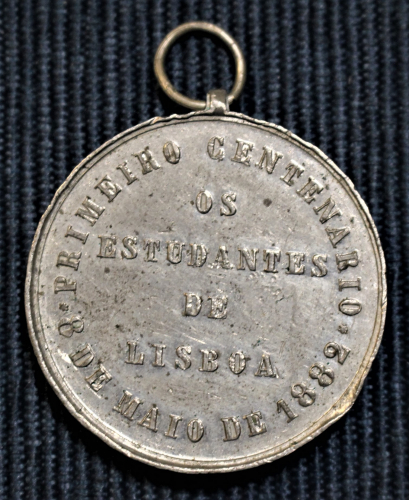 PRIMEIRO CENTENARIO
OS
ESTUDANTES
DE
LISBOA
8 DE MAIO DE 1882